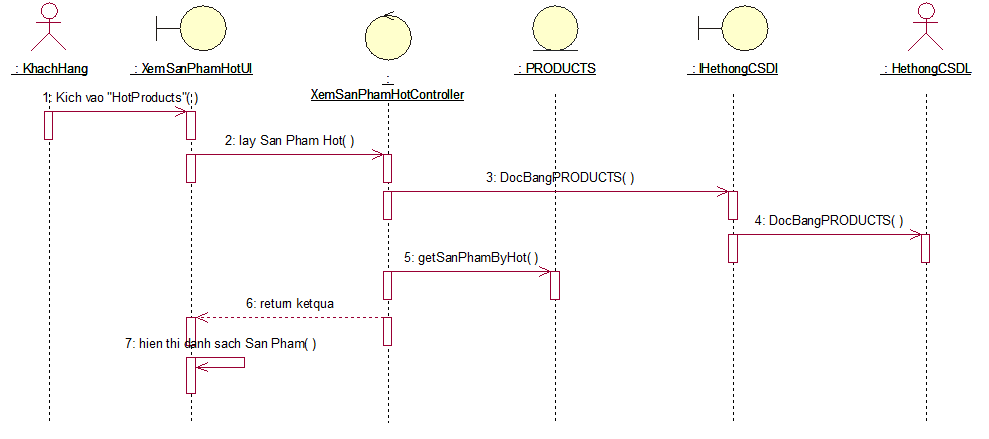 : KhachHang
: XemSanPhamHotUI
:
XemSanPhamHotController
: PRODUCTS
: IHethongCSDl
: HethongCSDL
1: Kich vao "HotProducts"( )
2: lay San Pham Hot( )
3: DocBangPRODUCTS( )
4: DocBangPRODUCTS( )
5: getSanPhamByHot( )
6: return ketqua
7: hien thi danh sach San Pham( )